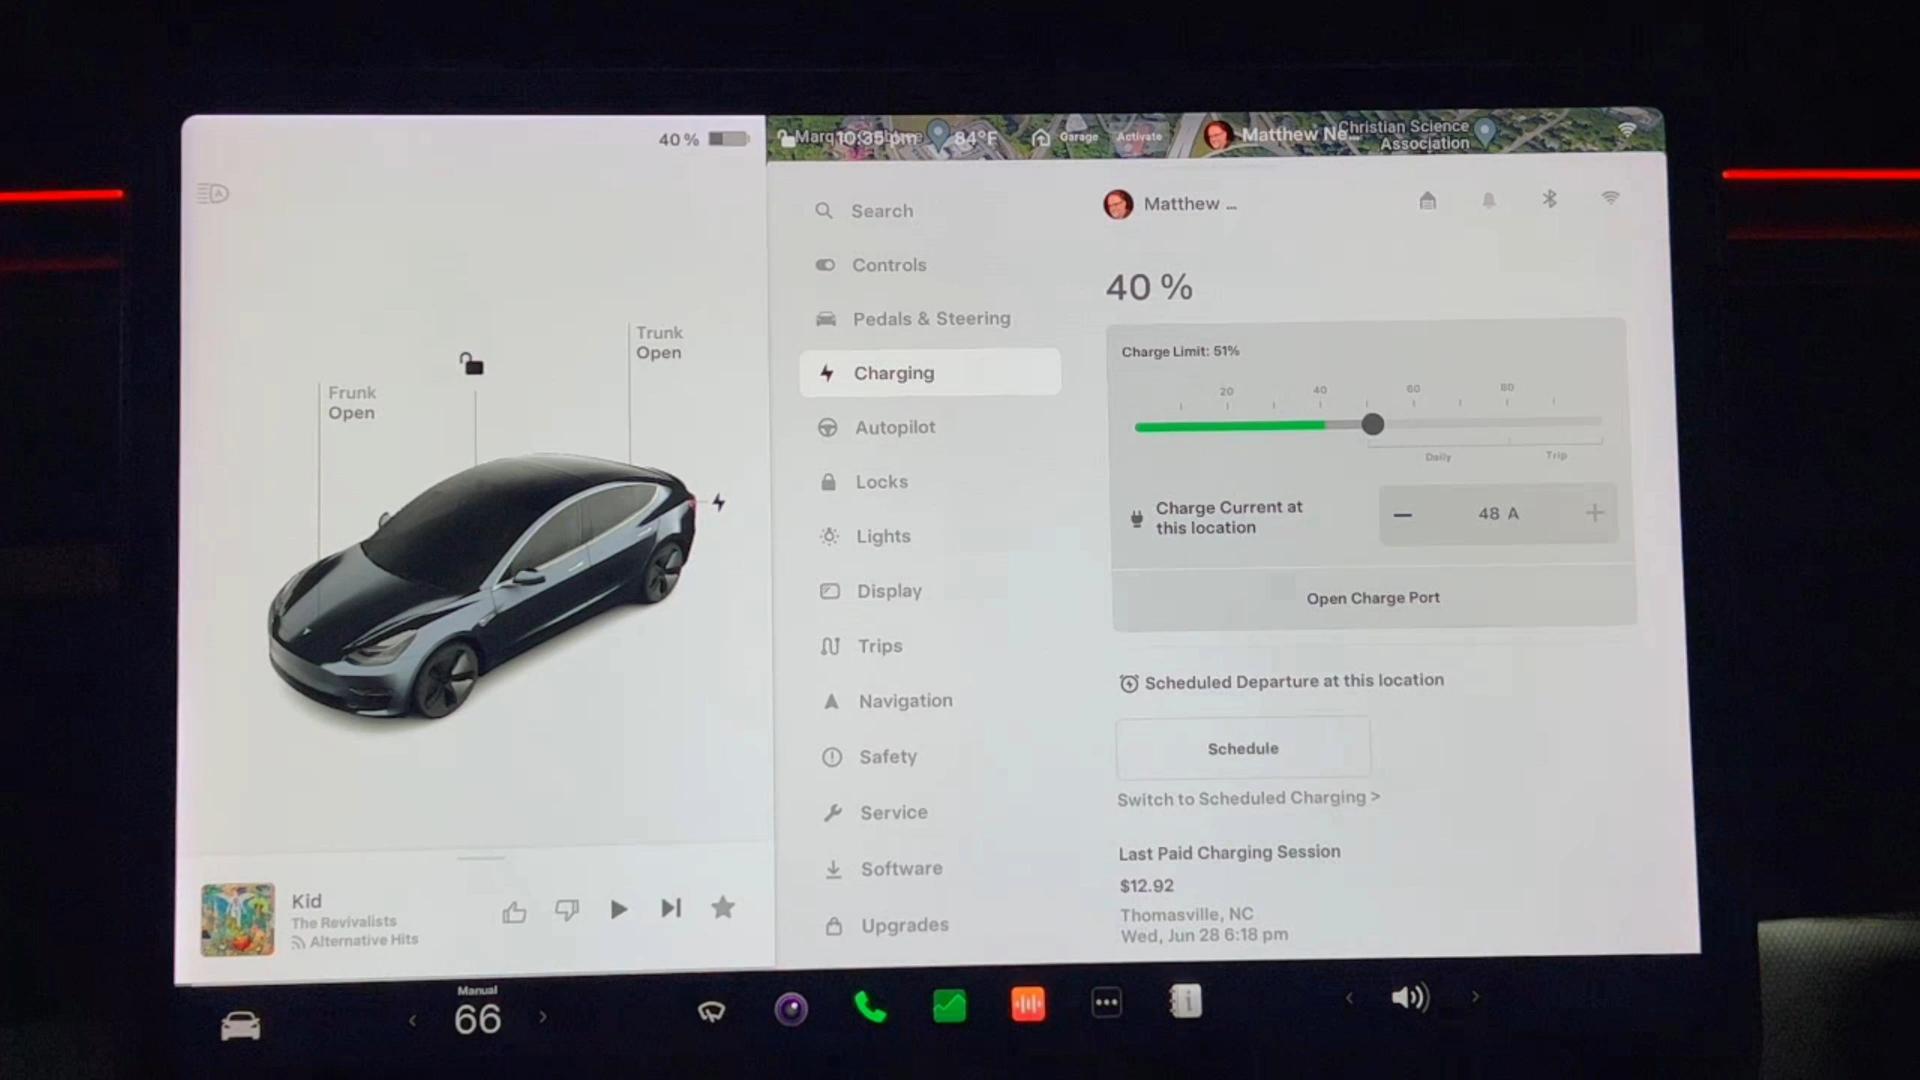 40 %
10:35 pm
84°F
Garage
Activate
Matthew Ne...
Christian Science
Association
Trunk
Open
Frunk
Open
Kid
The Revivalists
Alternative Hits
Search
Controls
Pedals & Steering
Charging
Autopilot
Locks
Lights
Display
Trips
Navigation
Safety
Service
Software
Upgrades
Matthew ...
40 %
Charge Limit: 51%
20
40
60
80
Daily
Trip
Charge Current at
this location
48 A
Open Charge Port
Scheduled Departure at this location
Schedule
Switch to Scheduled Charging >
Last Paid Charging Session
$12.92
Thomasville, NC
Wed, Jun 28 6:18 pm
Manual
66